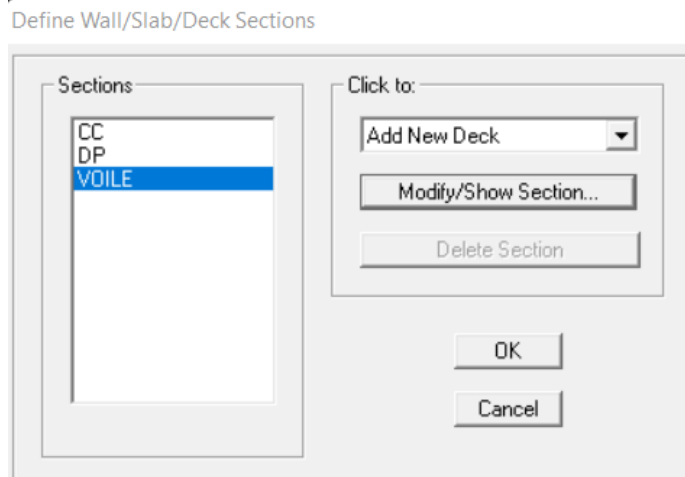 Define Wall/Slab/Deck Sections
Sections
CC
DP
VOILE
Click to:
Add New Deck
Modify/Show Section...
Delete Section
OK
Cancel